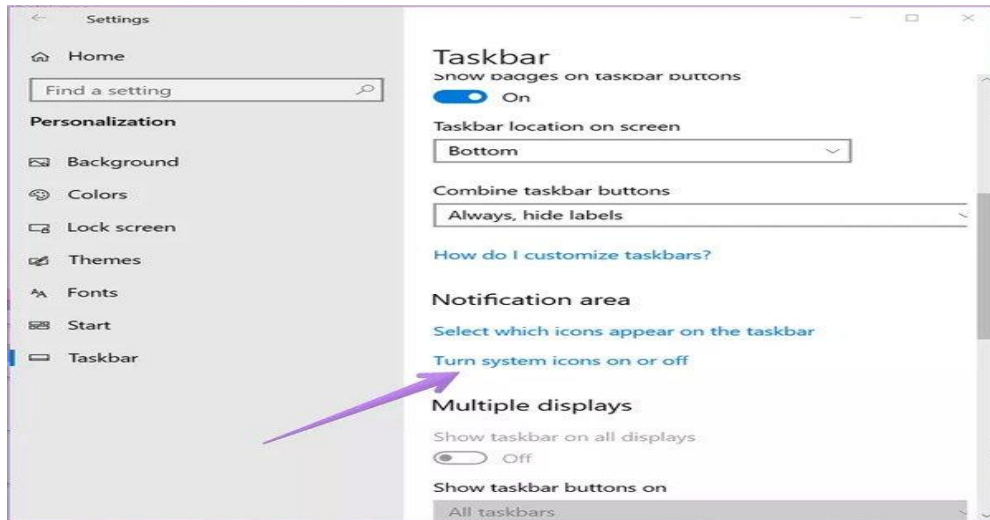 Settings
Home
Find a setting
Personalization
Background
Colors
Lock screen
Themes
Fonts
Start
Taskbar
Taskbar
Show badges on taskbar buttons
On
Taskbar location on screen
Bottom
Combine taskbar buttons
Always, hide labels
How do I customize taskbars?
Notification area
Select which icons appear on the taskbar
Turn system icons on or off
Multiple displays
Show taskbar on all displays
Off
Show taskbar buttons on
All taskbars